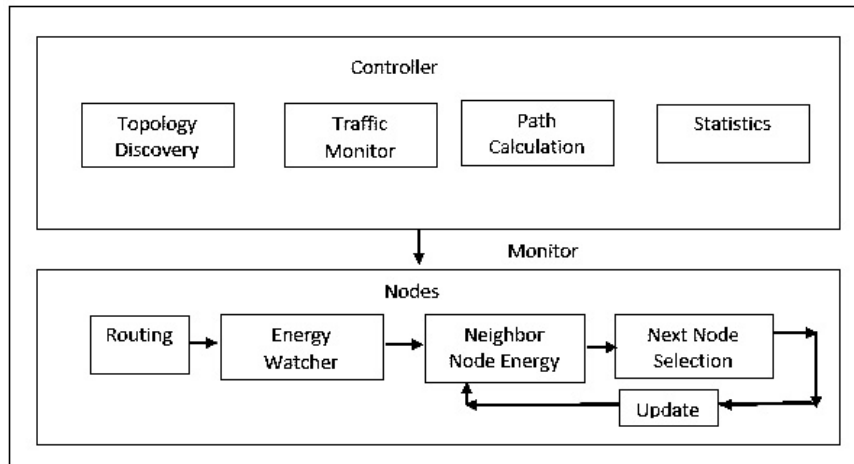 Controller
Topology
Discovery
Traffic
Monitor
Path
Calculation
Statistics
Monitor
Nodes
Routing
Energy
Watcher
Neighbor
Node Energy
Next Node
Selection
Update